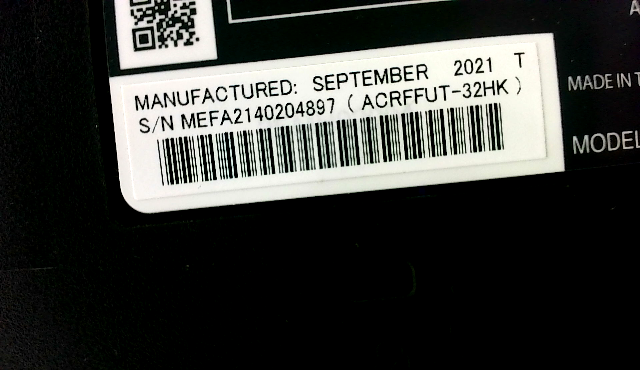 MANUFACTURED: SEPTEMBER 2021 T
S/N MEFA2140204897 ( ACRFFUT-32HK )
MADE IN
MODEL